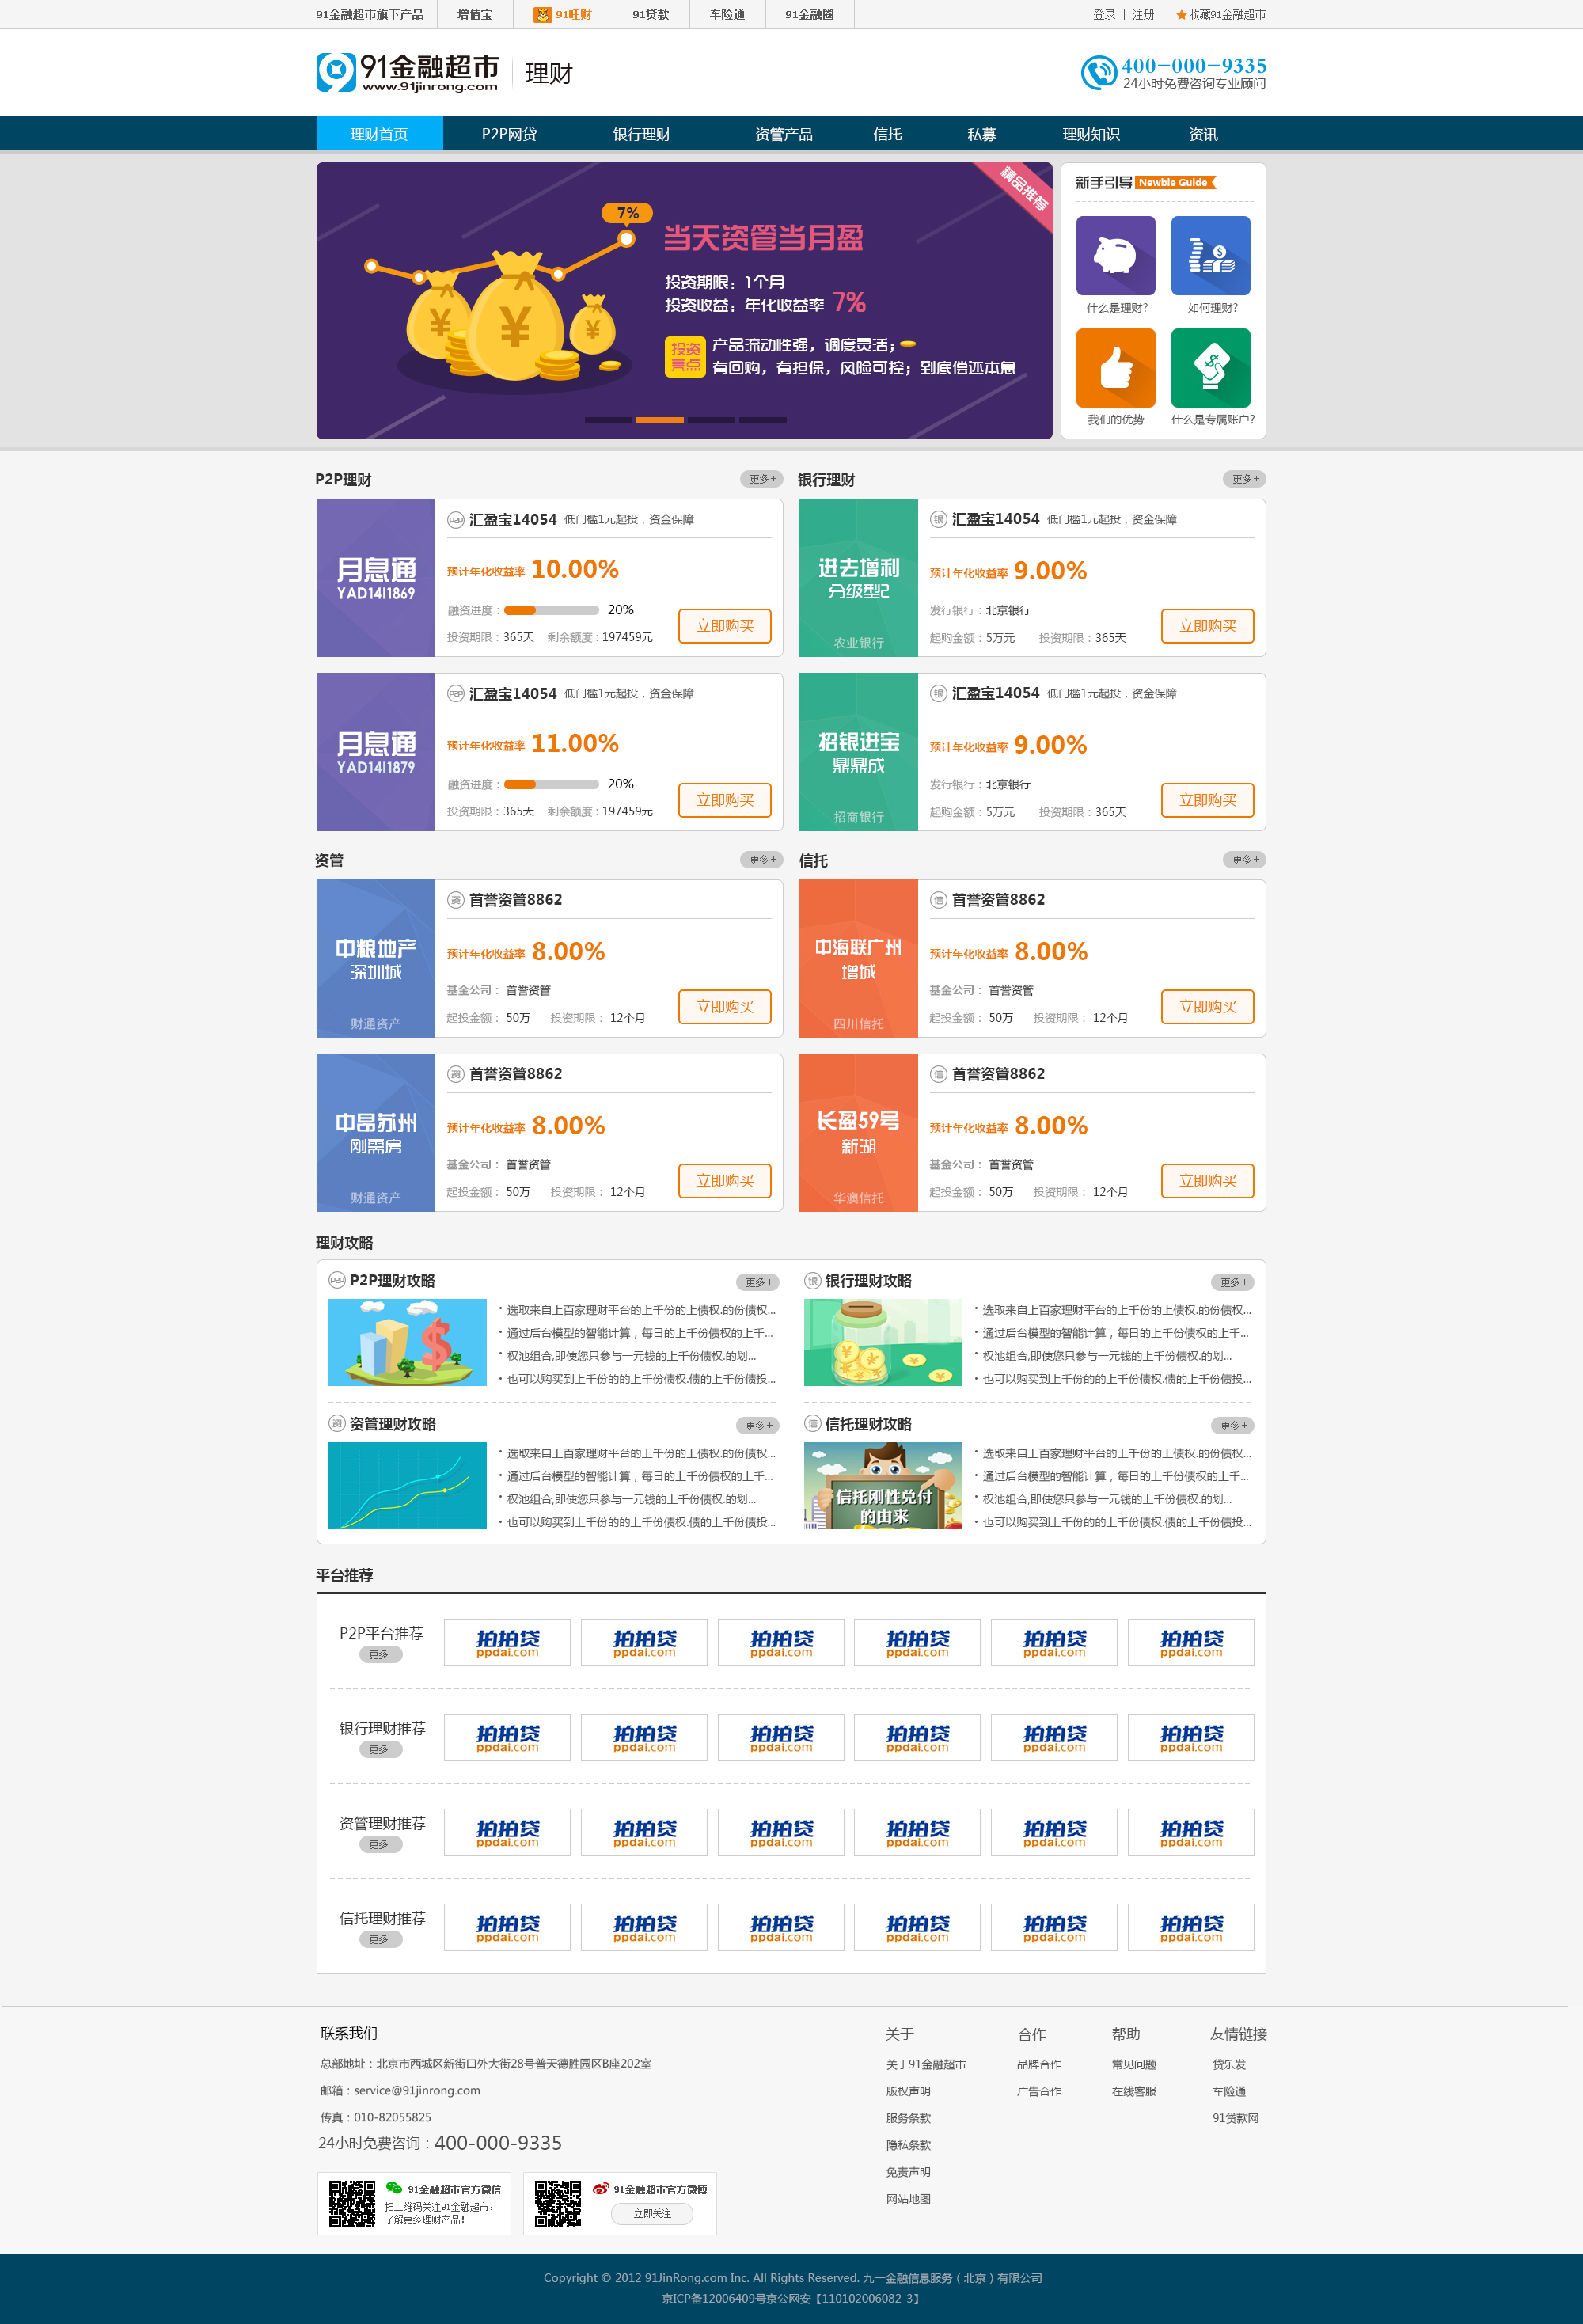 91金融超市旗下产品 增值宝 91旺财 91贷款 车险通 91金融圈 登录 | 注册 收藏91金融超市
91金融超市 理财 400-000-9335
www.91jinrong.com 24小时免费咨询专业顾问
理财首页 P2P网贷 银行理财 资管产品 信托 私募 理财知识 资讯
精品推荐
7%
当天资管当月盈
投资期限：1个月
投资收益：年化收益率 7%
投资亮点
产品流动性强，调度灵活；
有回购，有担保，风险可控；到底偿还本息
新手引导 Newbie Guide
什么是理财? 如何理财?
我们的优势 什么是专属账户?
P2P理财 更多+
月息通
YAD1411869
P2P 汇盈宝14054 低门槛1元起投，资金保障
预计年化收益率 10.00%
融资进度： 20%
投资期限：365天 剩余额度：197459元
立即购买
月息通
YAD1411879
P2P 汇盈宝14054 低门槛1元起投，资金保障
预计年化收益率 11.00%
融资进度： 20%
投资期限：365天 剩余额度：197459元
立即购买
银行理财 更多+
进去增利
分级型2
农业银行
银 汇盈宝14054 低门槛1元起投，资金保障
预计年化收益率 9.00%
发行银行：北京银行
起购金额：5万元 投资期限：365天
立即购买
招银进宝
鼎鼎成
招商银行
银 汇盈宝14054 低门槛1元起投，资金保障
预计年化收益率 9.00%
发行银行：北京银行
起购金额：5万元 投资期限：365天
立即购买
资管 更多+
中粮地产
深圳城
财通资产
资 首誉资管8862
预计年化收益率 8.00%
基金公司： 首誉资管
起投金额： 50万 投资期限： 12个月
立即购买
中昂苏州
刚需房
财通资产
资 首誉资管8862
预计年化收益率 8.00%
基金公司： 首誉资管
起投金额： 50万 投资期限： 12个月
立即购买
信托 更多+
中海联广州
增城
四川信托
信 首誉资管8862
预计年化收益率 8.00%
基金公司： 首誉资管
起投金额： 50万 投资期限： 12个月
立即购买
长盈59号
新湖
华澳信托
信 首誉资管8862
预计年化收益率 8.00%
基金公司： 首誉资管
起投金额： 50万 投资期限： 12个月
立即购买
理财攻略
P2P P2P理财攻略 更多+
· 选取来自上百家理财平台的上千份的上债权.的份债权...
· 通过后台模型的智能计算，每日的上千份债权的上千...
· 权池组合,即使您只参与一元钱的上千份债权.的划...
· 也可以购买到上千份的的上千份债权.债的上千份债投...
银 银行理财攻略 更多+
· 选取来自上百家理财平台的上千份的上债权.的份债权...
· 通过后台模型的智能计算，每日的上千份债权的上千...
· 权池组合,即使您只参与一元钱的上千份债权.的划...
· 也可以购买到上千份的的上千份债权.债的上千份债投...
资 资管理财攻略 更多+
· 选取来自上百家理财平台的上千份的上债权.的份债权...
· 通过后台模型的智能计算，每日的上千份债权的上千...
· 权池组合,即使您只参与一元钱的上千份债权.的划...
· 也可以购买到上千份的的上千份债权.债的上千份债投...
信 信托理财攻略 更多+
信托刚性兑付
的由来
· 选取来自上百家理财平台的上千份的上债权.的份债权...
· 通过后台模型的智能计算，每日的上千份债权的上千...
· 权池组合,即使您只参与一元钱的上千份债权.的划...
· 也可以购买到上千份的的上千份债权.债的上千份债投...
平台推荐
P2P平台推荐
更多+
拍拍贷 拍拍贷 拍拍贷 拍拍贷 拍拍贷 拍拍贷
ppdai.com ppdai.com ppdai.com ppdai.com ppdai.com ppdai.com
银行理财推荐
更多+
拍拍贷 拍拍贷 拍拍贷 拍拍贷 拍拍贷 拍拍贷
ppdai.com ppdai.com ppdai.com ppdai.com ppdai.com ppdai.com
资管理财推荐
更多+
拍拍贷 拍拍贷 拍拍贷 拍拍贷 拍拍贷 拍拍贷
ppdai.com ppdai.com ppdai.com ppdai.com ppdai.com ppdai.com
信托理财推荐
更多+
拍拍贷 拍拍贷 拍拍贷 拍拍贷 拍拍贷 拍拍贷
ppdai.com ppdai.com ppdai.com ppdai.com ppdai.com ppdai.com
联系我们
总部地址：北京市西城区新街口外大街28号普天德胜园区B座202室
邮箱：service@91jinrong.com
传真：010-82055825
24小时免费咨询：400-000-9335
91金融超市官方微信
扫二维码关注91金融超市，
了解更多理财产品！
91金融超市官方微博
立即关注
关于
关于91金融超市
版权声明
服务条款
隐私条款
免责声明
网站地图
合作
品牌合作
广告合作
帮助
常见问题
在线客服
友情链接
贷乐发
车险通
91贷款网
Copyright © 2012 91JinRong.com Inc. All Rights Reserved. 九一金融信息服务（北京）有限公司
京ICP备12006409号京公网安【110102006082-3】